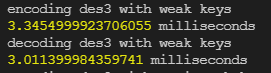 encoding des3 with weak keys
3.3454999923706055 milliseconds
decoding des3 with weak keys
3.011399984359741 milliseconds